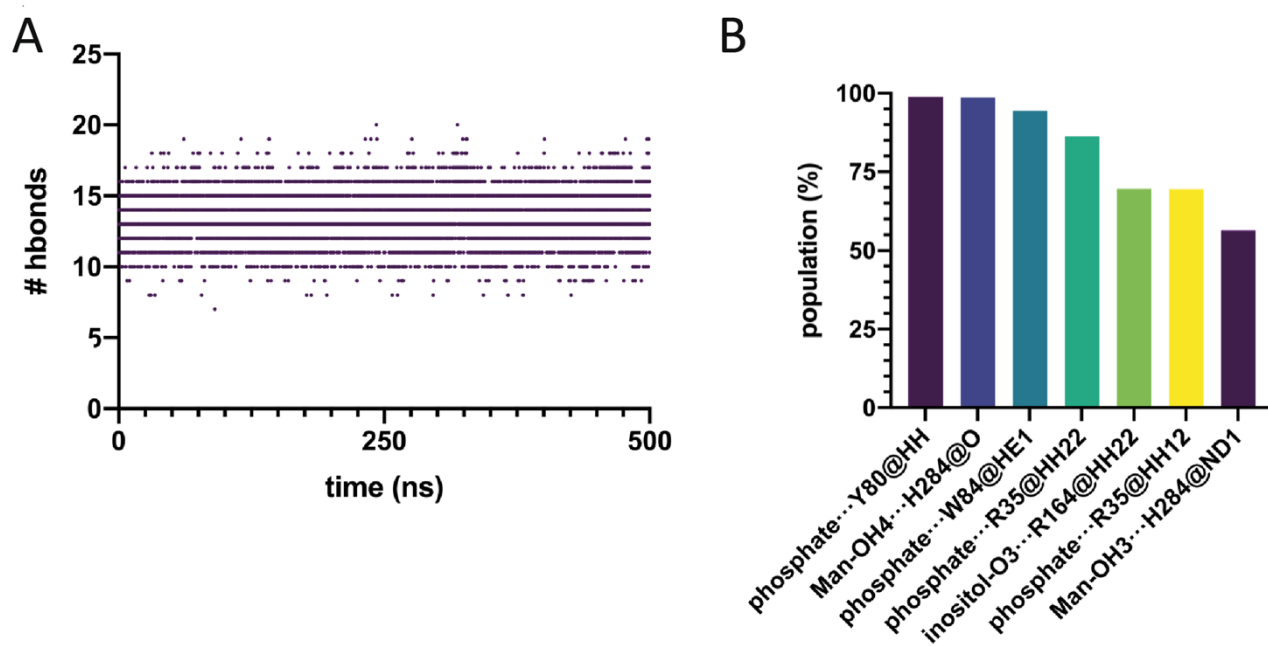 A
25
20
15
10
5
0
# hbonds
0
250
500
time (ns)
B
100
75
50
25
0
population (%)
phosphate···Y80@HH
Man-OH4···H284@O
phosphate···W84@HE1
phosphate···R35@HH22
inositol-O3···R164@HH22
phosphate···R35@HH12
Man-OH3···H284@ND1